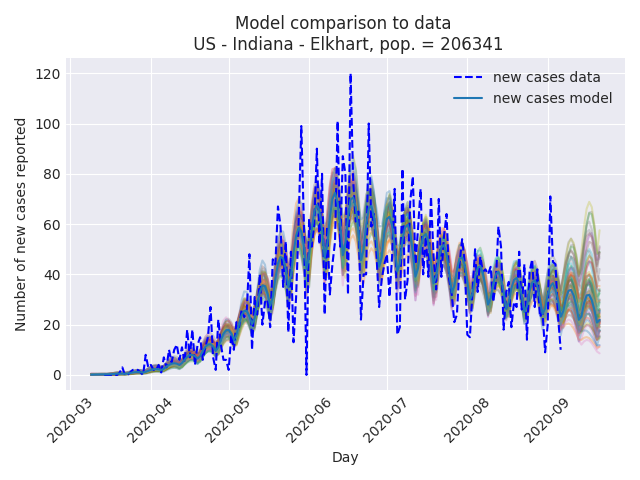 Model comparison to data
US - Indiana - Elkhart, pop. = 206341
new cases data
new cases model
Number of new cases reported
120
100
80
60
40
20
0
2020-03
2020-04
2020-05
2020-06
2020-07
2020-08
2020-09
Day